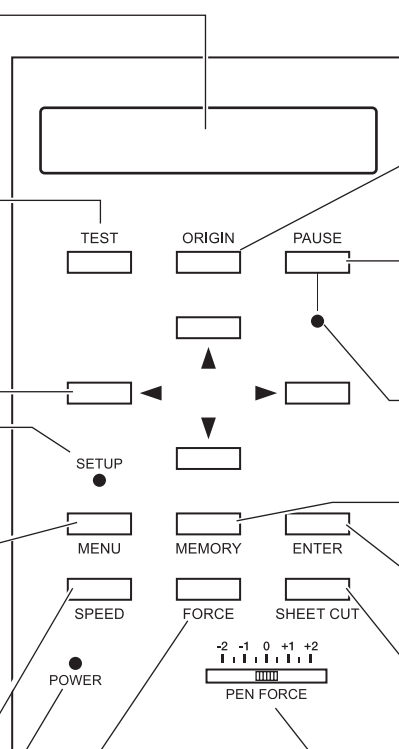 TEST ORIGIN PAUSE
SETUP
MENU MEMORY ENTER
SPEED FORCE SHEET CUT
-2 -1 0 +1 +2
POWER
PEN FORCE